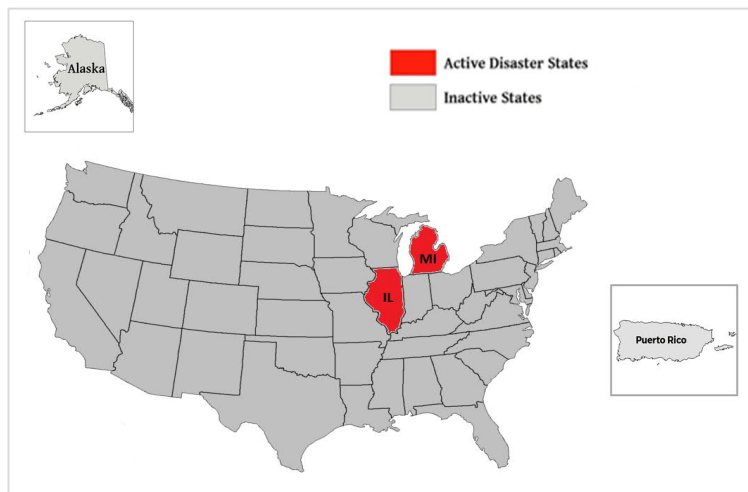 Alaska
Active Disaster States
Inactive States
MI
IL
Puerto Rico